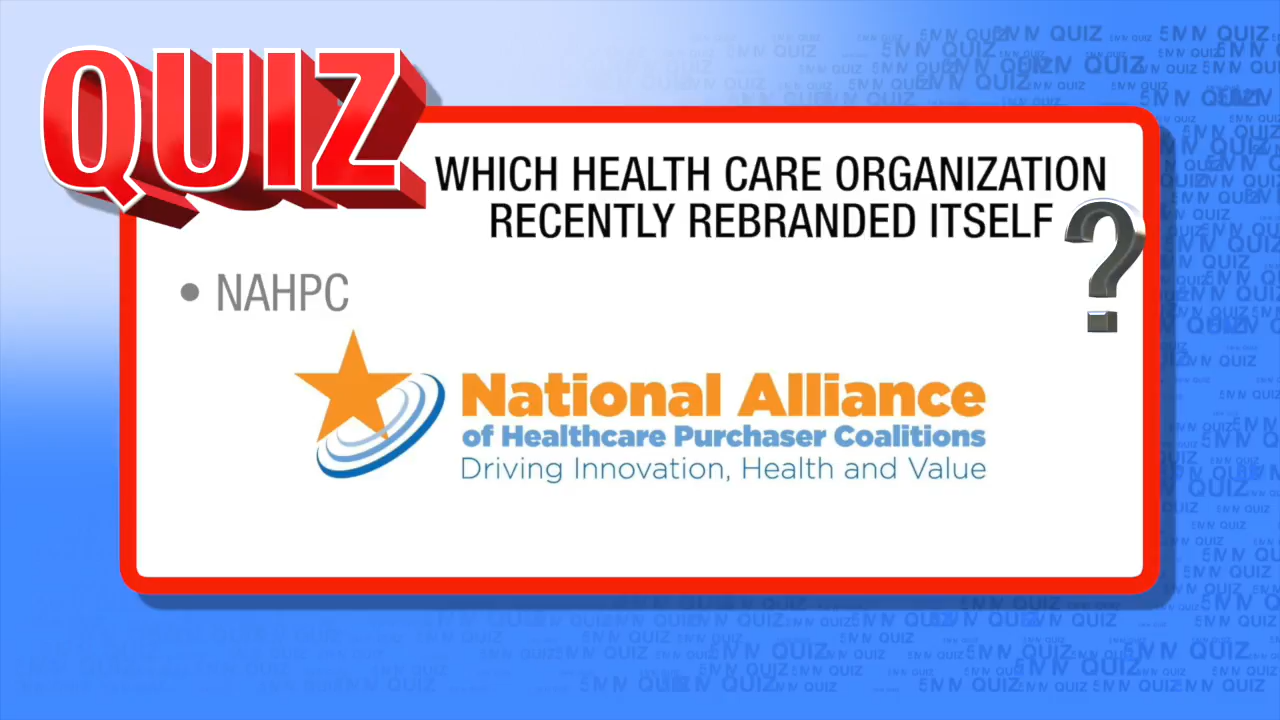 QUIZ
WHICH HEALTH CARE ORGANIZATION
RECENTLY REBRANDED ITSELF
?
• NAHPC
National Alliance
of Healthcare Purchaser Coalitions
Driving Innovation, Health and Value